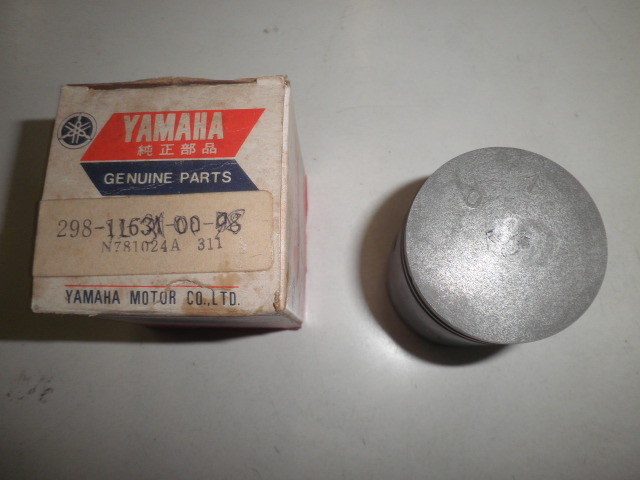 YAMAHA
純正部品
GENUINE PARTS
298-11631-00-98
N781024A 311
YAMAHA MOTOR CO.,LTD.